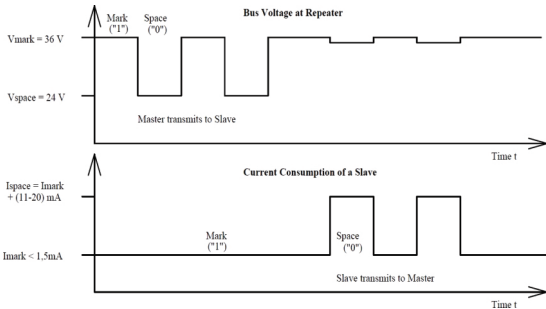 Bus Voltage at Repeater
Mark
("1")
Space
("0")
Vmark = 36 V
Vspace = 24 V
Master transmits to Slave
Time t
Current Consumption of a Slave
Ispace = Imark
+ (11-20) mA
Mark
("1")
Space
("0")
Imark < 1,5mA
Slave transmits to Master
Time t